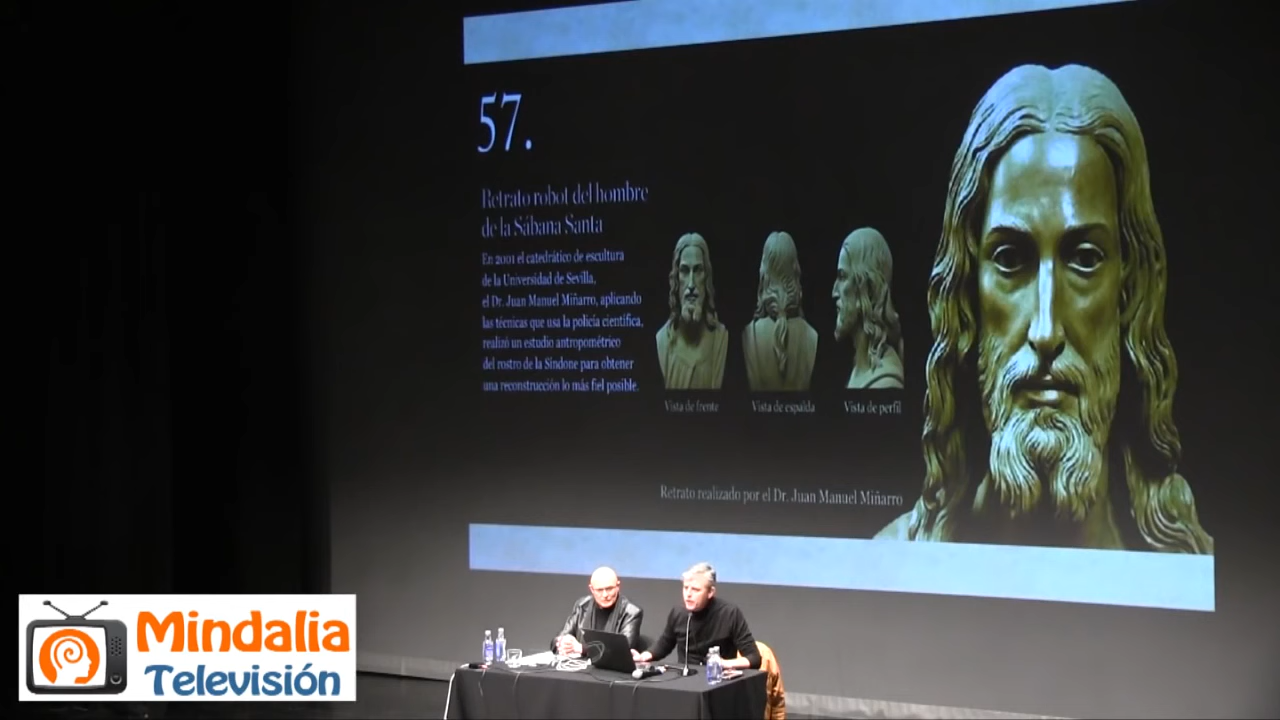 57.
Retrato robot del hombre
de la Sábana Santa
En 2001 el catedrático de escultura
de la Universidad de Sevilla,
el Dr. Juan Manuel Miñarro, aplicando
las técnicas que usa la policía científica,
realizó un estudio antropométrico
del rostro de la Síndone para obtener
una reconstrucción lo más fiel posible.
Vista de frente
Vista de espalda
Vista de perfil
Retrato realizado por el Dr. Juan Manuel Miñarro
Mindalia
Televisión